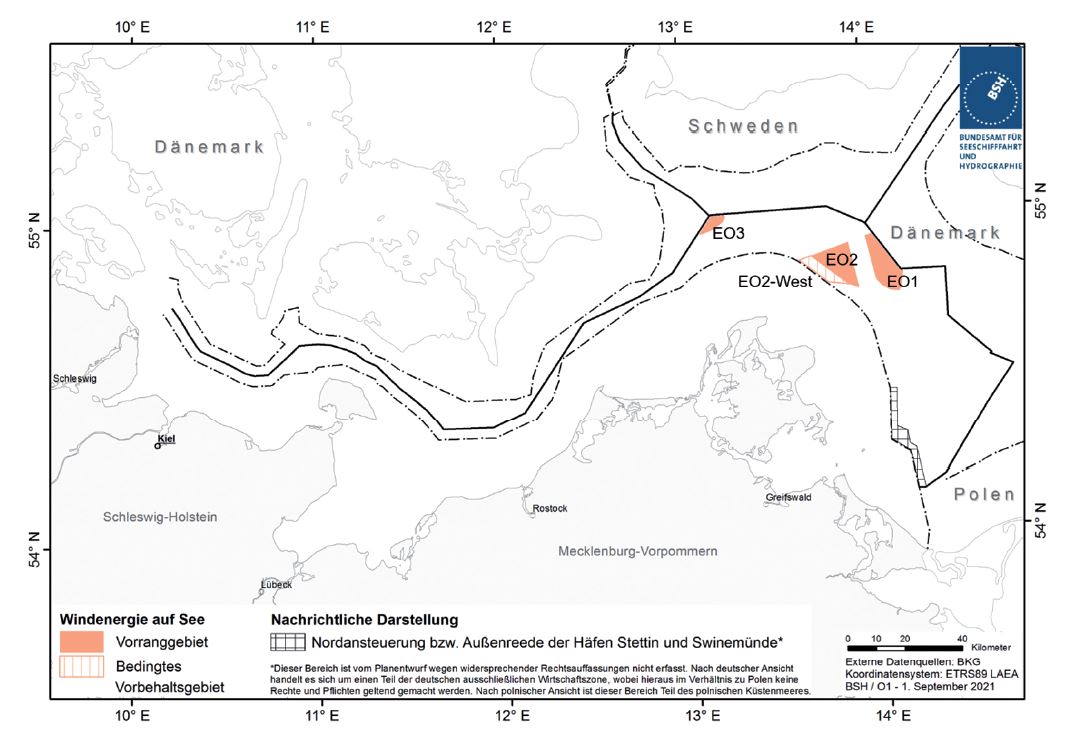 10° E 11° E 12° E 13° E 14° E
BSH
Schweden
Dänemark
BUNDESAMT FÜR
SEESCHIFFFAHRT
UND
HYDROGRAPHIE
55° N
55° N
EO3
Dänemark
EO2
EO2-West
EO1
Schleswig
Kiel
Polen
Greifswald
Rostock
Schleswig-Holstein
54° N
54° N
Mecklenburg-Vorpommern
Lübeck
Windenergie auf See
Vorranggebiet
Bedingtes
Vorbehaltsgebiet
Nachrichtliche Darstellung
Nordansteuerung bzw. Außenreede der Häfen Stettin und Swinemünde*
*Dieser Bereich ist vom Planentwurf wegen widersprechender Rechtsauffassungen nicht erfasst. Nach deutscher Ansicht
handelt es sich um einen Teil der deutschen ausschließlichen Wirtschaftszone, wobei hieraus im Verhältnis zu Polen keine
Rechte und Pflichten geltend gemacht werden. Nach polnischer Ansicht ist dieser Bereich Teil des polnischen Küstenmeeres.
0 10 20 40 Kilometer
Externe Datenquellen: BKG
Koordinatensystem: ETRS89 LAEA
BSH / O1 - 1. September 2021
10° E 11° E 12° E 13° E 14° E